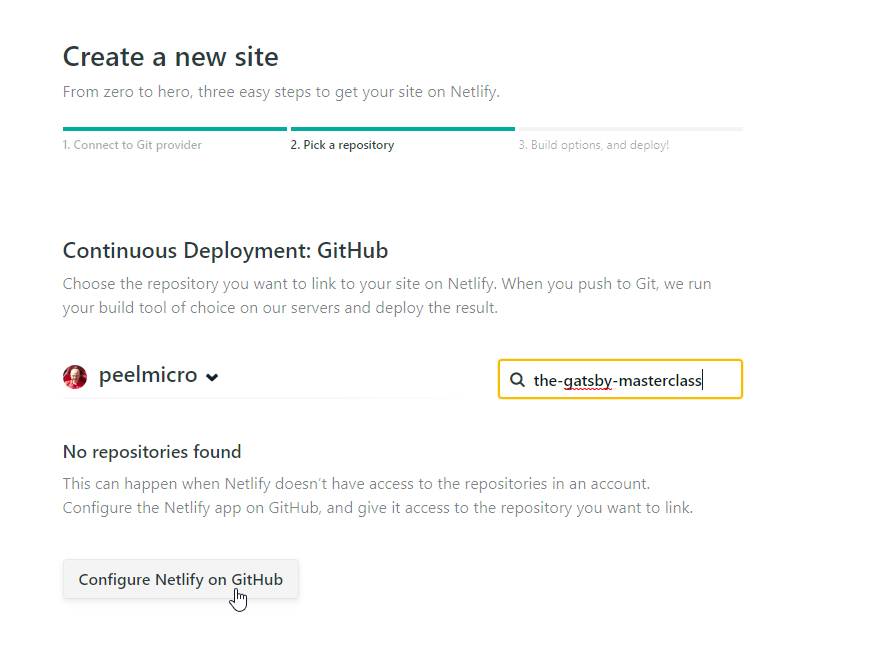 Create a new site
From zero to hero, three easy steps to get your site on Netlify.
1. Connect to Git provider
2. Pick a repository
3. Build options, and deploy!
Continuous Deployment: GitHub
Choose the repository you want to link to your site on Netlify. When you push to Git, we run
your build tool of choice on our servers and deploy the result.
peelmicro
the-gatsby-masterclass
No repositories found
This can happen when Netlify doesn’t have access to the repositories in an account.
Configure the Netlify app on GitHub, and give it access to the repository you want to link.
Configure Netlify on GitHub